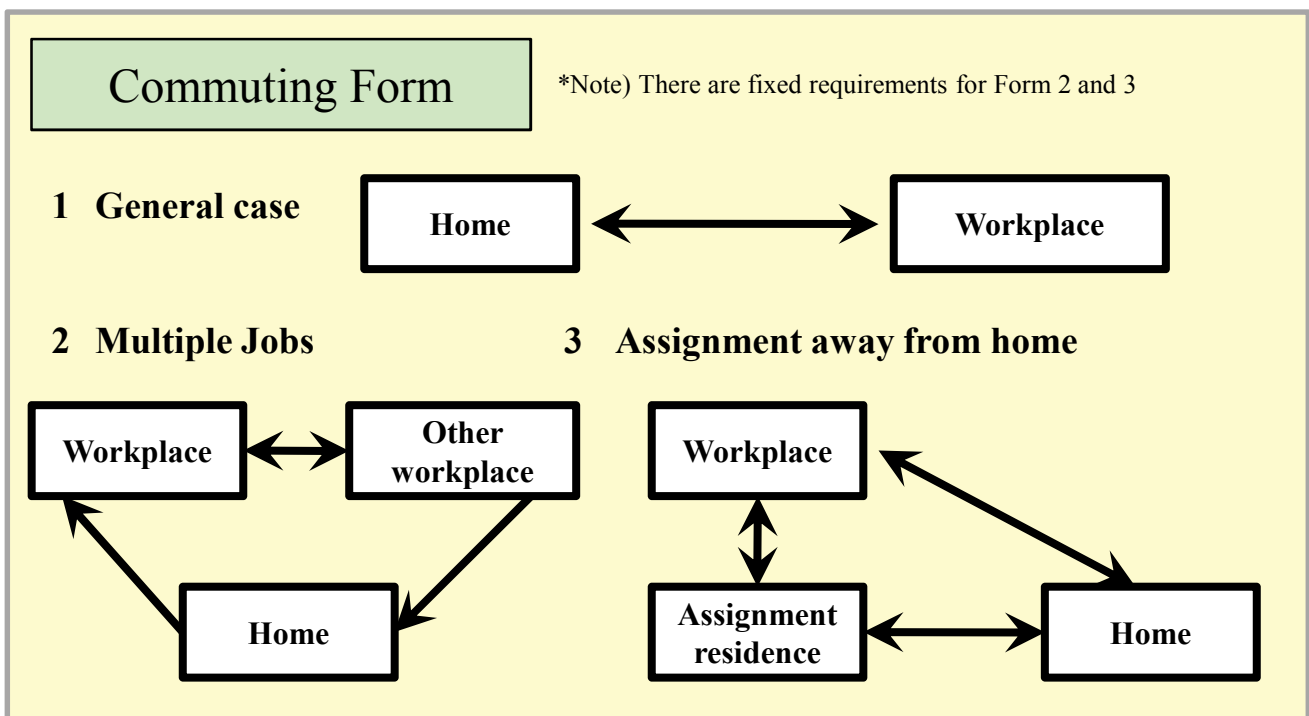 Commuting Form
*Note) There are fixed requirements for Form 2 and 3
1 General case
Home
Workplace
2 Multiple Jobs
3 Assignment away from home
Workplace
Other
workplace
Home
Workplace
Assignment
residence
Home